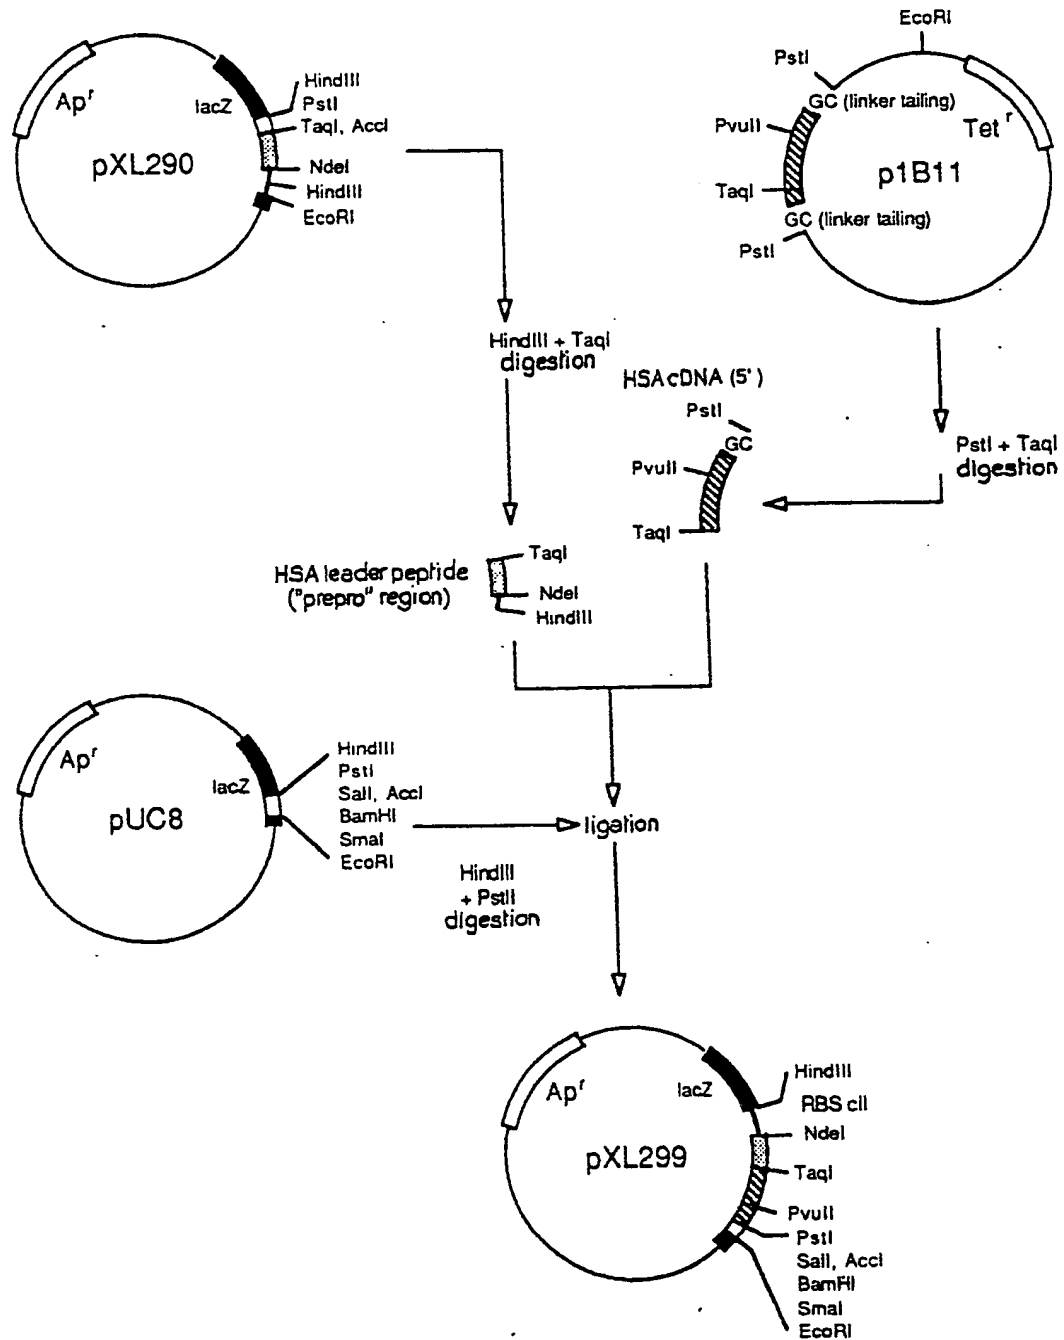 HindIII
PstI
TaqI, AccI
NdeI
HindIII
EcoRI
Ap^r
lacZ
pXL290
EcoRI
PstI
GC (linker tailing)
PvuII
Tet^r
p1B11
TaqI
GC (linker tailing)
PstI
HindIII + TaqI
digestion
HSA cDNA (5')
PstI
GC
PvuII
TaqI
PstI + TaqI
digestion
HSA leader peptide
("prepro" region)
TaqI
NdeI
HindIII
Ap^r
lacZ
pUC8
HindIII
PstI
SalI, AccI
BamHI
SmaI
EcoRI
HindIII
+ PstII
digestion
ligation
Ap^r
lacZ
pXL299
HindIII
RBS cII
NdeI
TaqI
PvuII
PstI
SalI, AccI
BamHI
SmaI
EcoRI